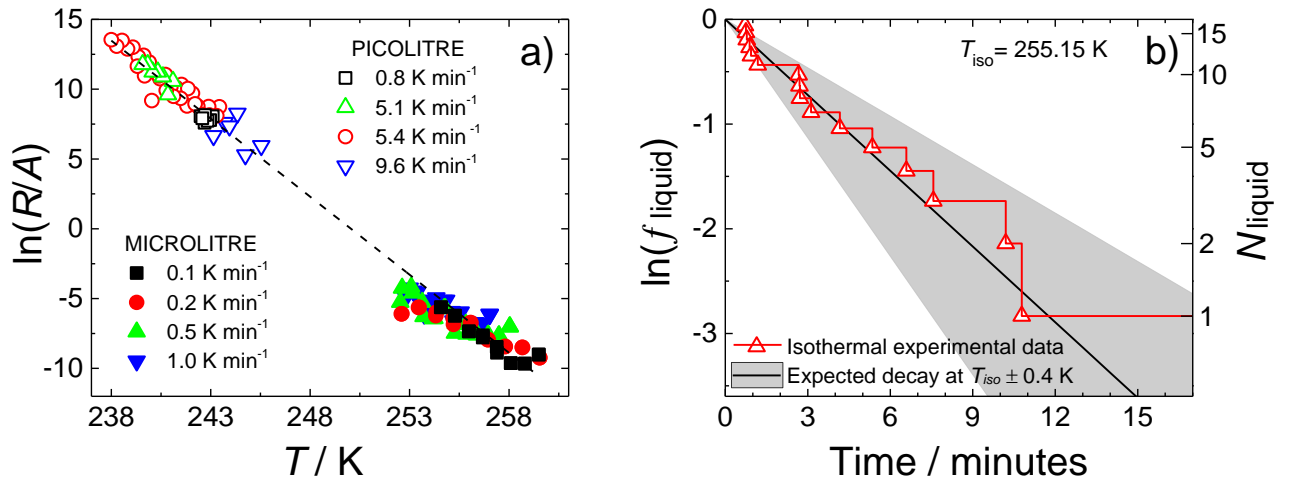 a)
PICOLITRE
0.8 K min-1
5.1 K min-1
5.4 K min-1
9.6 K min-1
MICROLITRE
0.1 K min-1
0.2 K min-1
0.5 K min-1
1.0 K min-1
15
10
5
0
-5
-10
ln(R/A)
238 243 248 253 258
T / K
b)
Tiso = 255.15 K
0
-1
-2
-3
ln(f liquid)
15
10
5
3
2
1
Nliquid
Isothermal experimental data
Expected decay at Tiso ± 0.4 K
0 3 6 9 12 15
Time / minutes